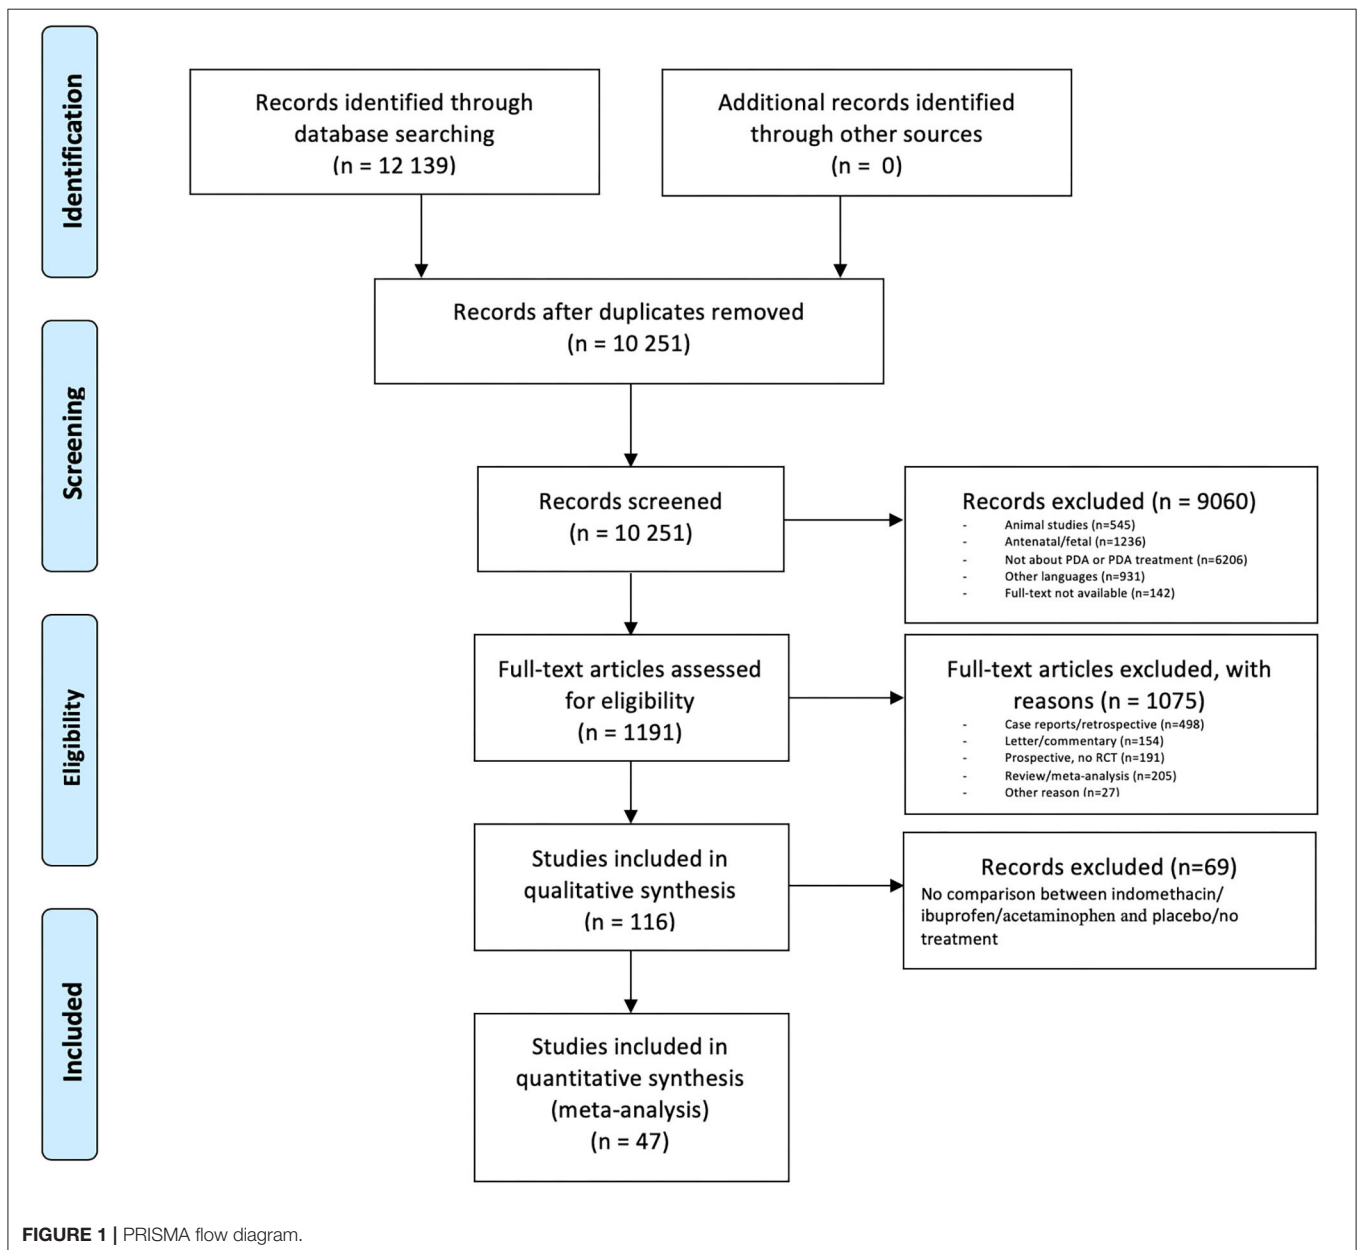 Identification
Records identified through
database searching
(n = 12 139)
Additional records identified
through other sources
(n = 0)
Records after duplicates removed
(n = 10 251)
Screening
Records screened
(n = 10 251)
Records excluded (n = 9060)
- Animal studies (n=545)
- Antenatal/fetal (n=1236)
- Not about PDA or PDA treatment (n=6206)
- Other languages (n=931)
- Full-text not available (n=142)
Eligibility
Full-text articles assessed
for eligibility
(n = 1191)
Full-text articles excluded, with
reasons (n = 1075)
- Case reports/retrospective (n=498)
- Letter/commentary (n=154)
- Prospective, no RCT (n=191)
- Review/meta-analysis (n=205)
- Other reason (n=27)
Studies included in
qualitative synthesis
(n = 116)
Records excluded (n=69)
No comparison between indomethacin/
ibuprofen/acetaminophen and placebo/no
treatment
Included
Studies included in
quantitative synthesis
(meta-analysis)
(n = 47)
FIGURE 1 | PRISMA flow diagram.